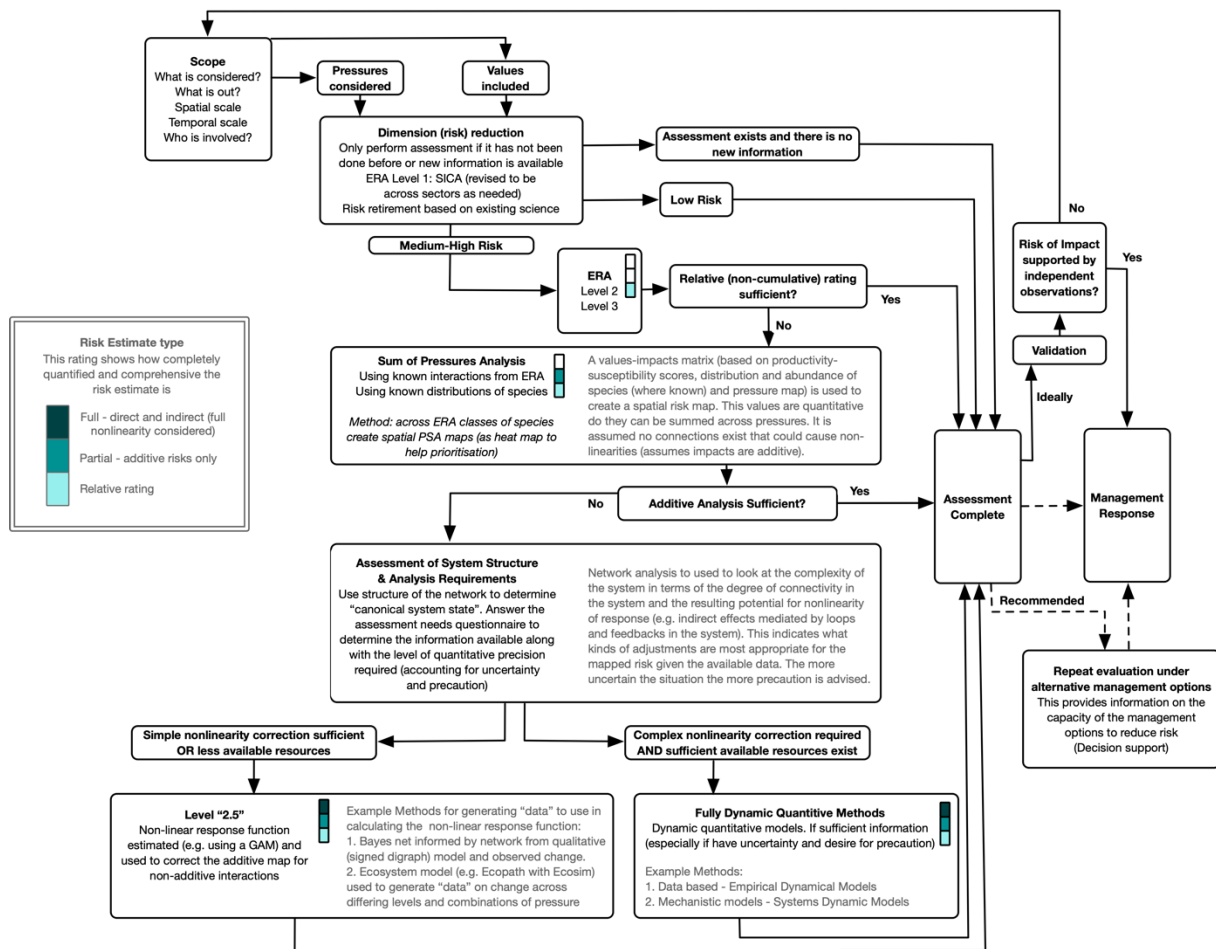 Scope
What is considered?
What is out?
Spatial scale
Temporal scale
Who is involved?
Pressures
considered
Values
included
Dimension (risk) reduction
Only perform assessment if it has not been
done before or new information is available
ERA Level 1: SICA (revised to be
across sectors as needed)
Risk retirement based on existing science
Assessment exists and there is no
new information
Low Risk
Medium-High Risk
ERA
Level 2
Level 3
Relative (non-cumulative) rating
sufficient?
Yes
No
No
Risk of Impact
supported by
independent
observations?
Yes
Validation
Ideally
Risk Estimate type
This rating shows how completely
quantified and comprehensive the
risk estimate is
Full - direct and indirect (full
nonlinearity considered)
Partial - additive risks only
Relative rating
Sum of Pressures Analysis
Using known interactions from ERA
Using known distributions of species
Method: across ERA classes of species
create spatial PSA maps (as heat map to
help prioritisation)
A values-impacts matrix (based on productivity-
susceptibility scores, distribution and abundance of
species (where known) and pressure map) is used to
create a spatial risk map. This values are quantitative
do they can be summed across pressures. It is
assumed no connections exist that could cause non-
linearities (assumes impacts are additive).
No
Additive Analysis Sufficient?
Yes
Assessment
Complete
Management
Response
Assessment of System Structure
& Analysis Requirements
Use structure of the network to determine
“canonical system state”. Answer the
assessment needs questionnaire to
determine the information available along
with the level of quantitative precision
required (accounting for uncertainty
and precaution)
Network analysis to used to look at the complexity of
the system in terms of the degree of connectivity in
the system and the resulting potential for nonlinearity
of response (e.g. indirect effects mediated by loops
and feedbacks in the system). This indicates what
kinds of adjustments are most appropriate for the
mapped risk given the available data. The more
uncertain the situation the more precaution is advised.
Recommended
Repeat evaluation under
alternative management options
This provides information on the
capacity of the management
options to reduce risk
(Decision support)
Simple nonlinearity correction sufficient
OR less available resources
Complex nonlinearity correction required
AND sufficient available resources exist
Level “2.5”
Non-linear response function
estimated (e.g. using a GAM) and
used to correct the additive map for
non-additive interactions
Example Methods for generating “data” to use in
calculating the non-linear response function:
1. Bayes net informed by network from qualitative
(signed digraph) model and observed change.
2. Ecosystem model (e.g. Ecopath with Ecosim)
used to generate “data” on change across
differing levels and combinations of pressure
Fully Dynamic Quantitive Methods
Dynamic quantitative models. If sufficient information
(especially if have uncertainty and desire for precaution)
Example Methods:
1. Data based - Empirical Dynamical Models
2. Mechanistic models - Systems Dynamic Models